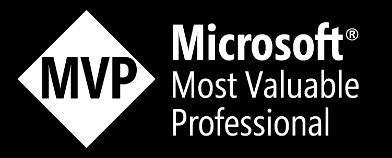 MVP
Microsoft®
Most Valuable
Professional